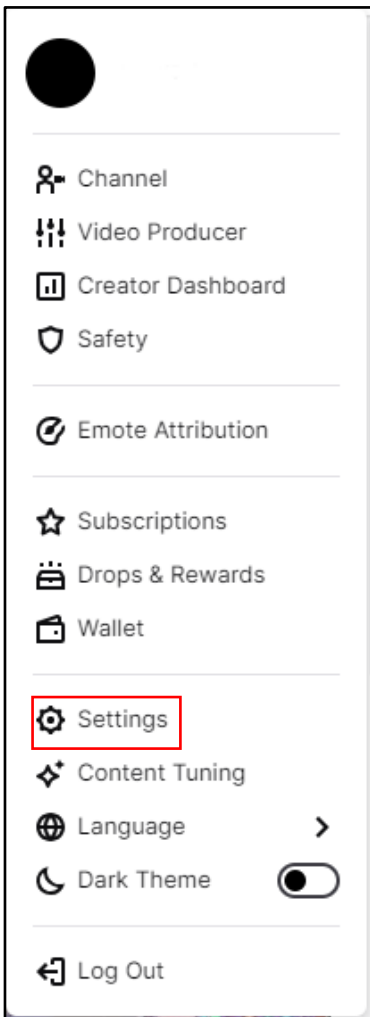 Channel
Video Producer
Creator Dashboard
Safety
Emote Attribution
Subscriptions
Drops & Rewards
Wallet
Settings
Content Tuning
Language
Dark Theme
Log Out